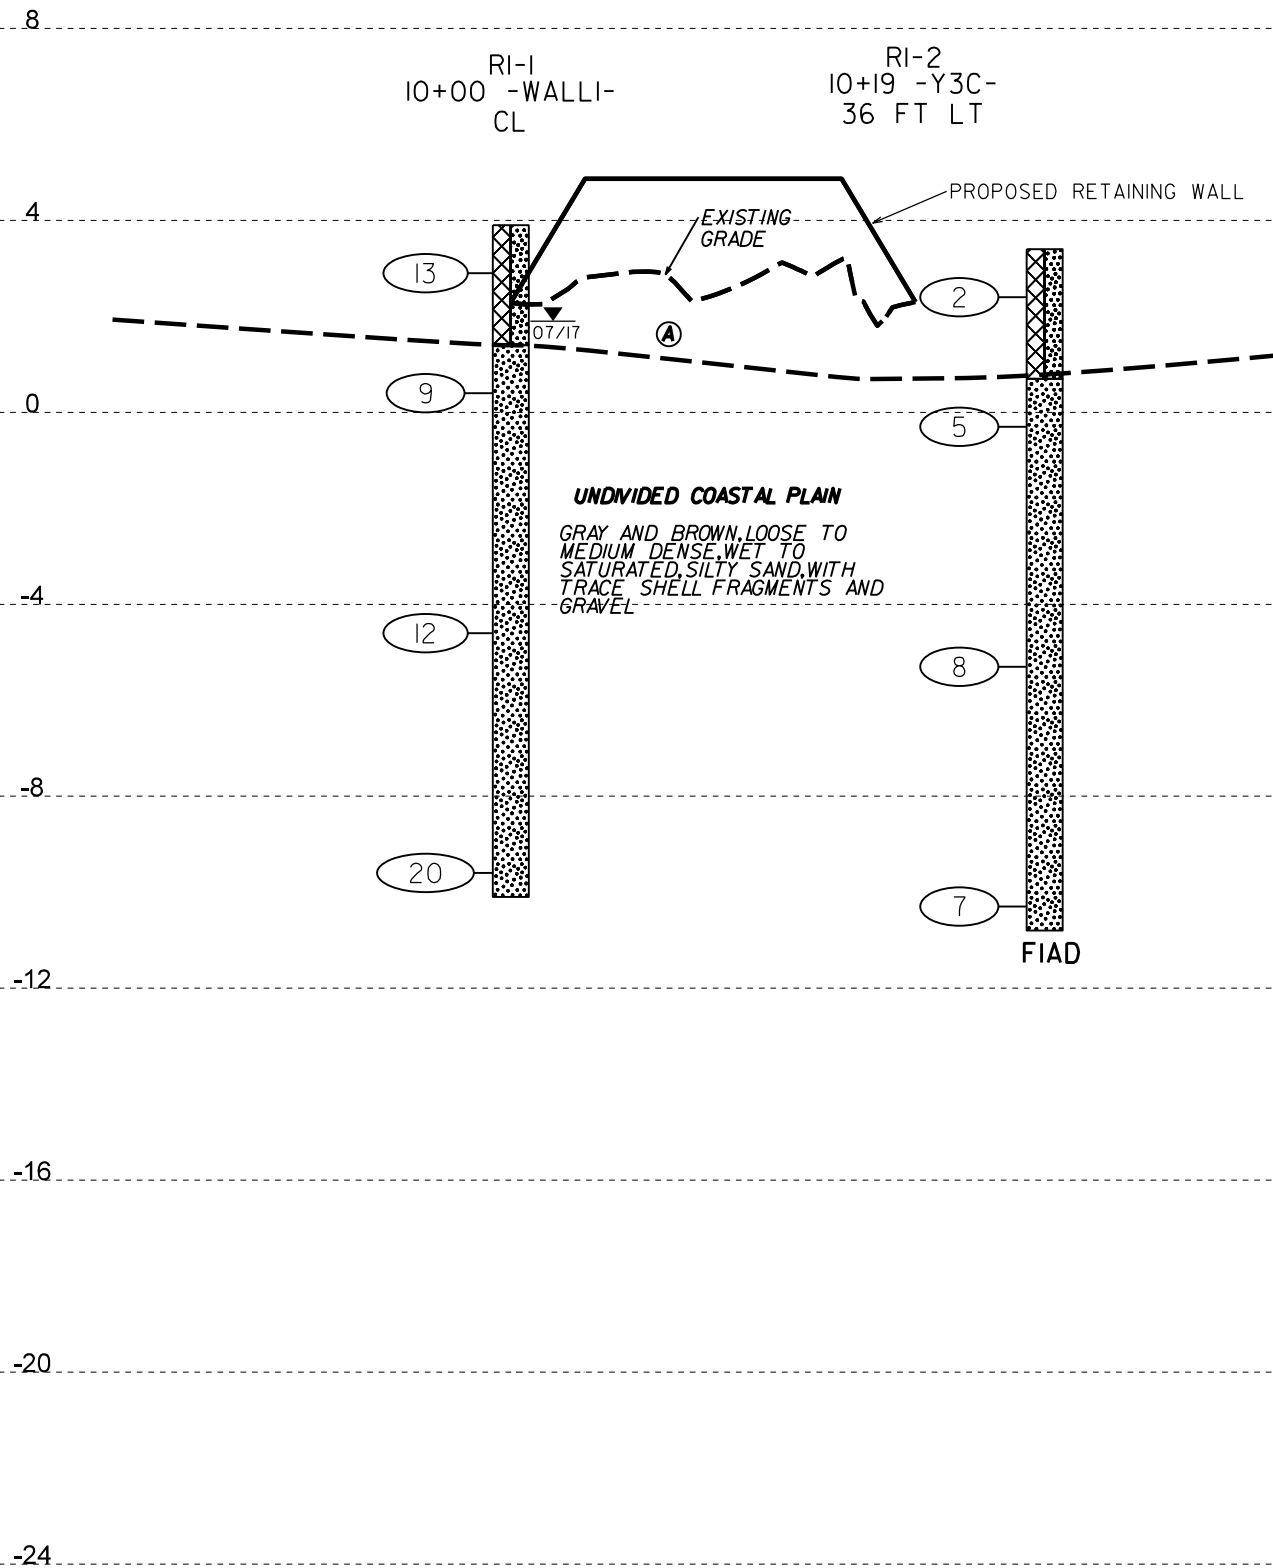 8
RI-1
10+00 -WALL1-
CL
RI-2
10+19 -Y3C-
36 FT LT
PROPOSED RETAINING WALL
4
EXISTING
GRADE
13
2
07/17
A
9
0
5
UNDIVIDED COASTAL PLAIN
GRAY AND BROWN, LOOSE TO
MEDIUM DENSE, WET TO
SATURATED, SILTY SAND, WITH
TRACE SHELL FRAGMENTS AND
GRAVEL
-4
12
8
-8
20
7
FIAD
-12
-16
-20
-24